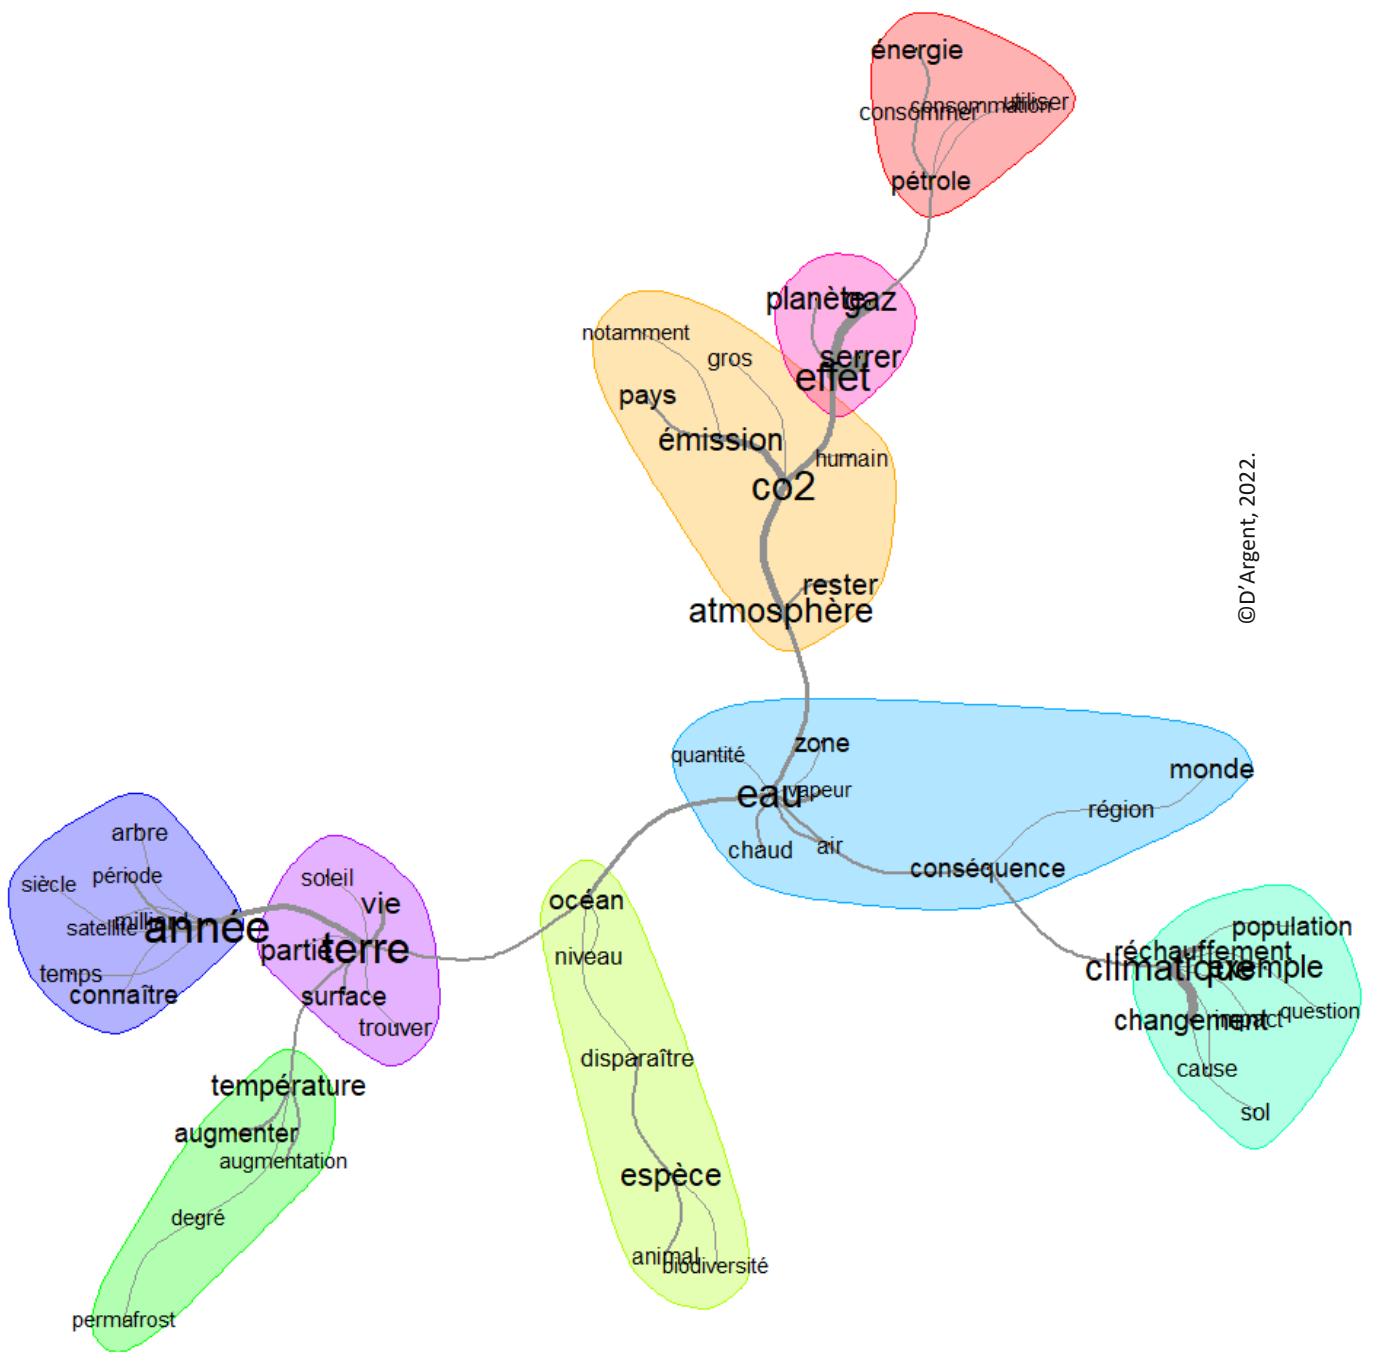 énergie
consommation
utiliser
consommer
pétrole
planète
gaz
serrer
effet
notamment
gros
pays
émission
humain
co2
rester
atmosphère
©D'Argent, 2022.
quantité
zone
eau
vapeur
chaud
air
conséquence
région
monde
arbre
siècle
période
satellite
milliard
année
temps
connaître
soleil
vie
partie
terre
surface
trouver
océan
niveau
disparaître
espèce
animal
biodiversité
population
réchauffement
climatique
exemple
changement
impact
question
cause
sol
température
augmenter
augmentation
degré
permafrost